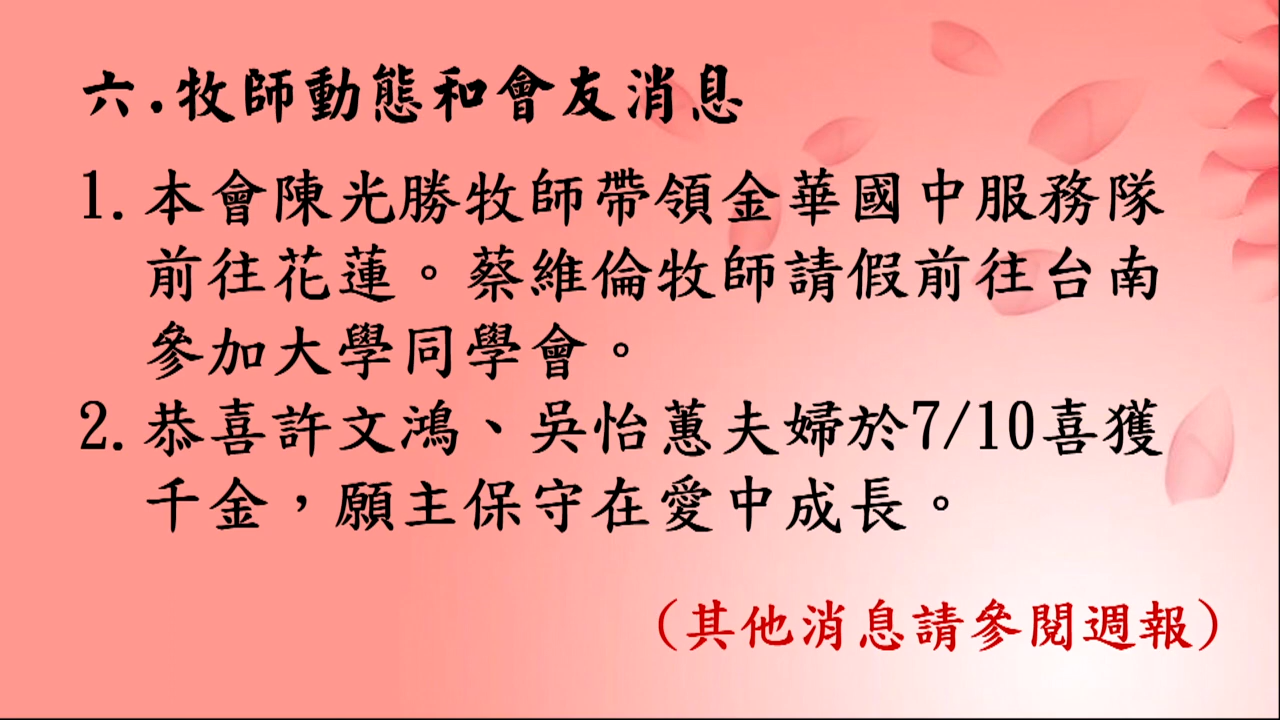 六.牧師動態和會友消息
1.本會陳光勝牧師帶領金華國中服務隊
前往花蓮。蔡維倫牧師請假前往台南
參加大學同學會。
2.恭喜許文鴻、吳怡蕙夫婦於7/10喜獲
千金，願主保守在愛中成長。
(其他消息請參閱週報)